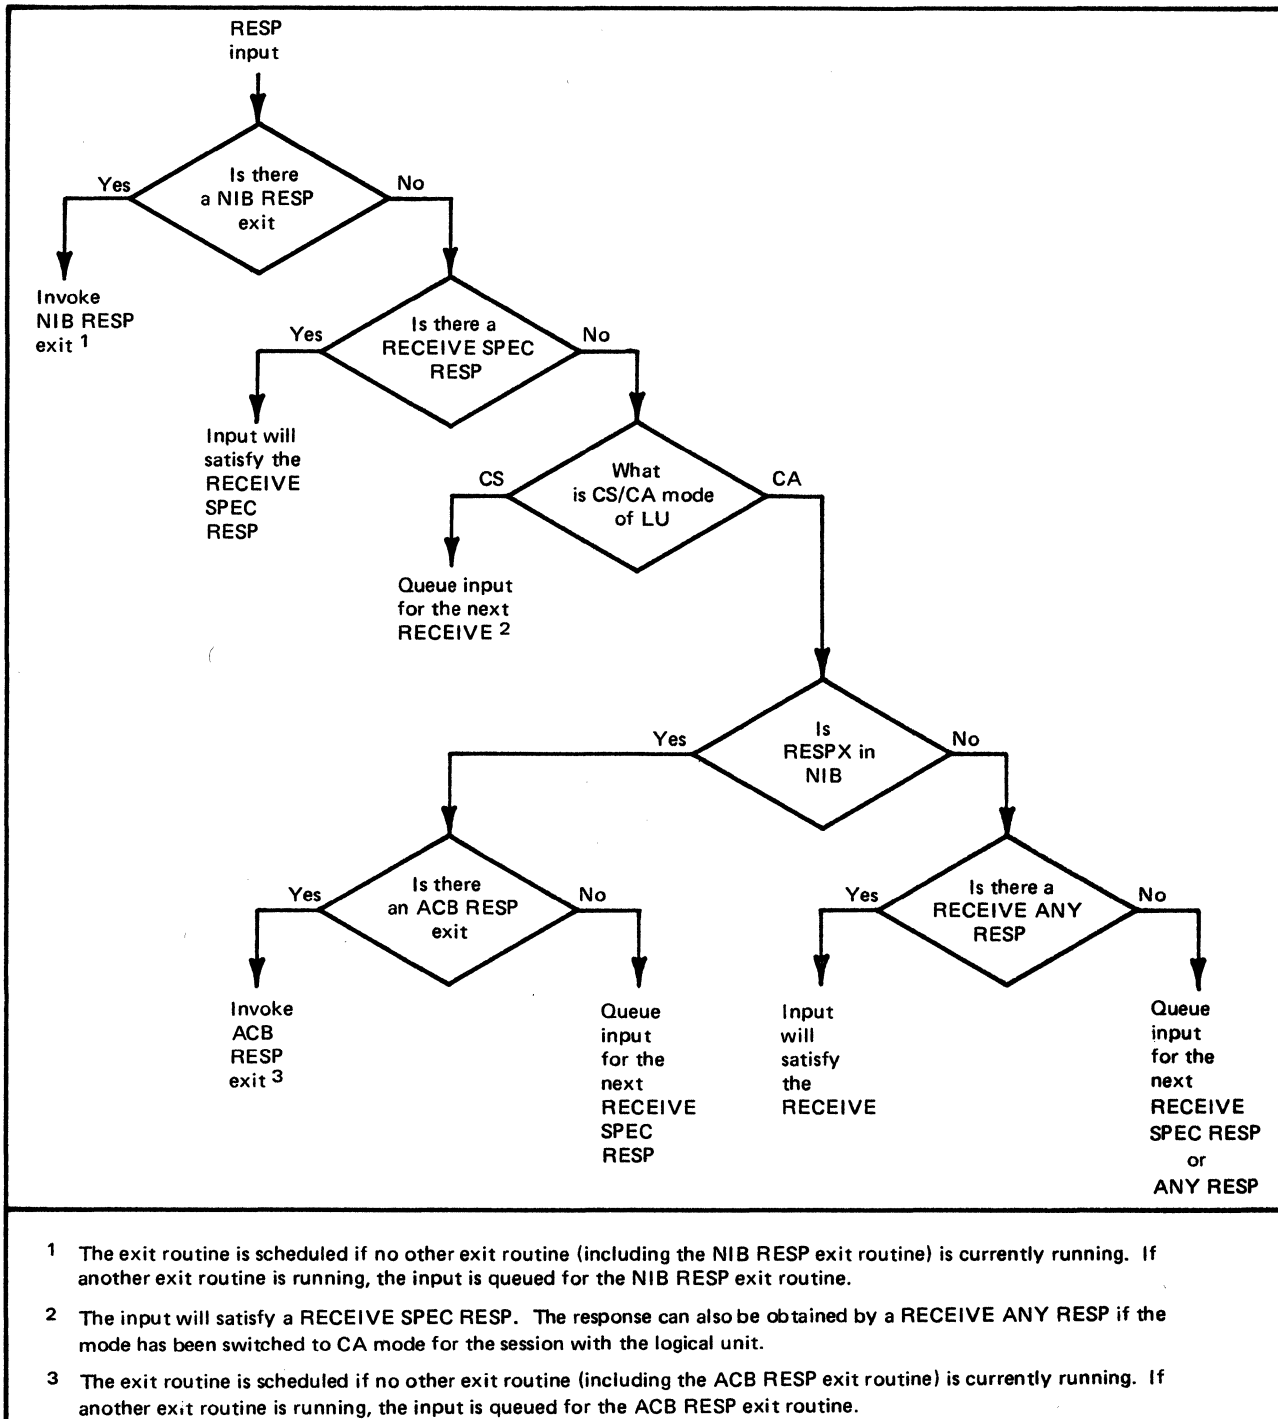 RESP
input
Is there
a NIB RESP
exit
Yes
No
Invoke
NIB RESP
exit 1
Is there a
RECEIVE SPEC
RESP
Yes
No
Input will
satisfy the
RECEIVE
SPEC
RESP
What
is CS/CA mode
of LU
CS
CA
Queue input
for the next
RECEIVE 2
Is
RESPX in
NIB
Yes
No
Is there
an ACB RESP
exit
Yes
No
Is there a
RECEIVE ANY
RESP
Yes
No
Invoke
ACB
RESP
exit 3
Queue
input
for the
next
RECEIVE
SPEC
RESP
Input
will
satisfy
the
RECEIVE
Queue
input
for the
next
RECEIVE
SPEC RESP
or
ANY RESP
1 The exit routine is scheduled if no other exit routine (including the NIB RESP exit routine) is currently running. If
another exit routine is running, the input is queued for the NIB RESP exit routine.
2 The input will satisfy a RECEIVE SPEC RESP. The response can also be obtained by a RECEIVE ANY RESP if the
mode has been switched to CA mode for the session with the logical unit.
3 The exit routine is scheduled if no other exit routine (including the ACB RESP exit routine) is currently running. If
another exit routine is running, the input is queued for the ACB RESP exit routine.